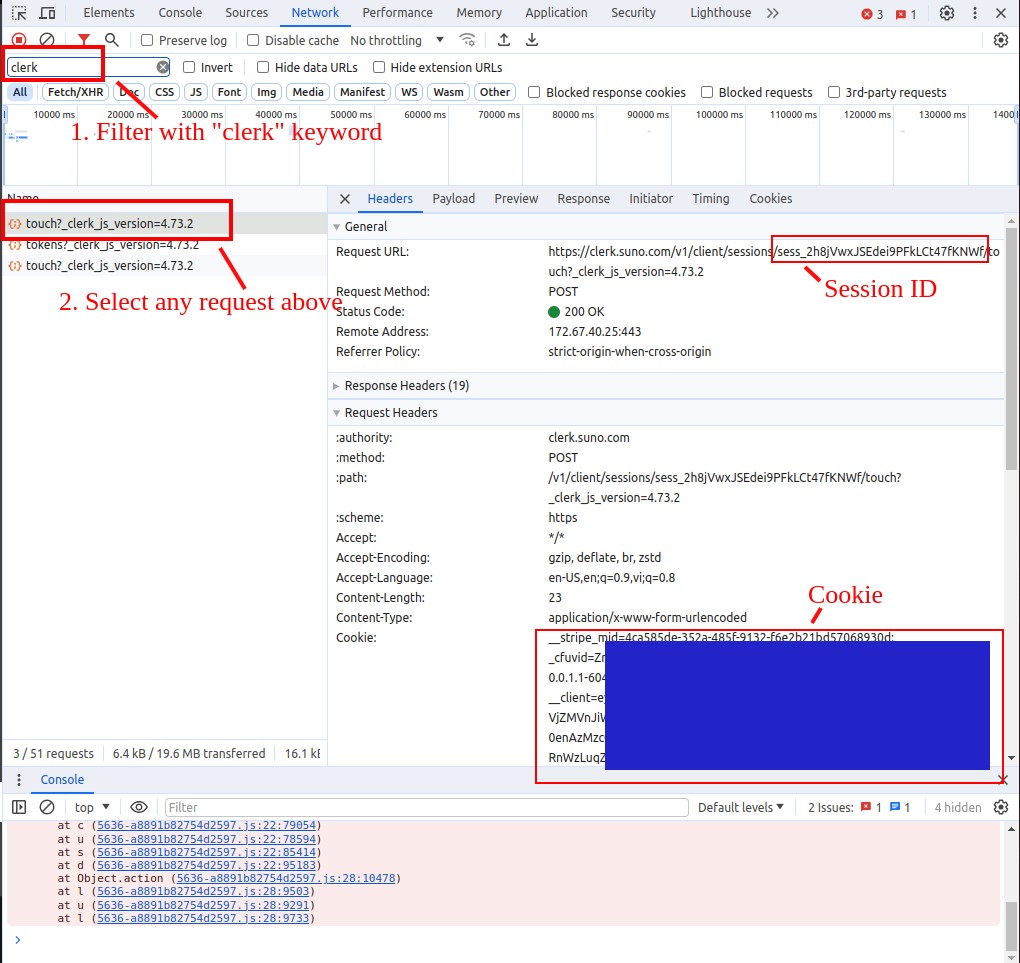 Elements Console Sources Network Performance Memory Application Security Lighthouse 3 1
Preserve log Disable cache No throttling
clerk Invert Hide data URLs Hide extension URLs
All Fetch/XHR Doc CSS JS Font Img Media Manifest WS Wasm Other Blocked response cookies Blocked requests 3rd-party requests
10000 ms 20000 ms 30000 ms 40000 ms 50000 ms 60000 ms 70000 ms 80000 ms 90000 ms 100000 ms 110000 ms 120000 ms 130000 ms 1400
1. Filter with "clerk" keyword
Name
touch?_clerk_js_version=4.73.2
tokens?_clerk_js_version=4.73.2
touch?_clerk_js_version=4.73.2
2. Select any request above
3 / 51 requests 6.4 kB / 19.6 MB transferred 16.1 kE
Headers Payload Preview Response Initiator Timing Cookies
General
Request URL: https://clerk.suno.com/v1/client/sessions/sess_2h8jVwxJSEdei9PFkLCt47fKNWf/to
uch?_clerk_js_version=4.73.2
Session ID
Request Method: POST
Status Code: 200 OK
Remote Address: 172.67.40.25:443
Referrer Policy: strict-origin-when-cross-origin
Response Headers (19)
Request Headers
:authority: clerk.suno.com
:method: POST
:path: /v1/client/sessions/sess_2h8jVwxJSEdei9PFkLCt47fKNWf/touch?
_clerk_js_version=4.73.2
:scheme: https
Accept: */*
Accept-Encoding: gzip, deflate, br, zstd
Accept-Language: en-US,en;q=0.9,vi;q=0.8
Content-Length: 23
Content-Type: application/x-www-form-urlencoded
Cookie
Cookie: __stripe_mid=4ca585de-352a-485f-9132-f6e2b21bd57068930d;
_cfuvid=Zr
0.0.1.1-604
__client=ey
VjZMVnJiW
0enAzMzc
RnWzLuqZ
Console
top Filter Default levels 2 Issues: 1 1 4 hidden
at c (5636-a8891b82754d2597.js:22:79054)
at u (5636-a8891b82754d2597.js:22:78594)
at s (5636-a8891b82754d2597.js:22:85414)
at d (5636-a8891b82754d2597.js:22:95183)
at Object.action (5636-a8891b82754d2597.js:28:10478)
at l (5636-a8891b82754d2597.js:28:9503)
at u (5636-a8891b82754d2597.js:28:9291)
at l (5636-a8891b82754d2597.js:28:9733)